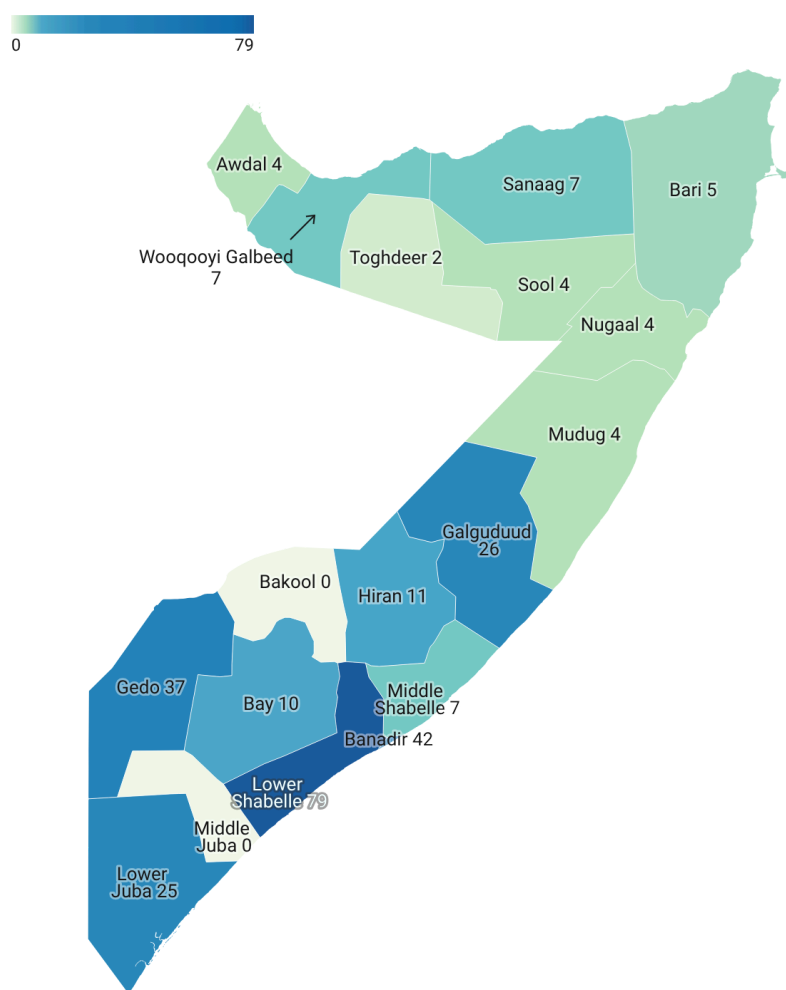 0
79
Awdal 4
Sanaag 7
Bari 5
Wooqooyi Galbeed
7
Toghdeer 2
Sool 4
Nugaal 4
Mudug 4
Galguduud
26
Bakool 0
Hiran 11
Gedo 37
Bay 10
Middle
Shabelle 7
Banadir 42
Lower
Shabelle 79
Middle
Juba 0
Lower
Juba 25